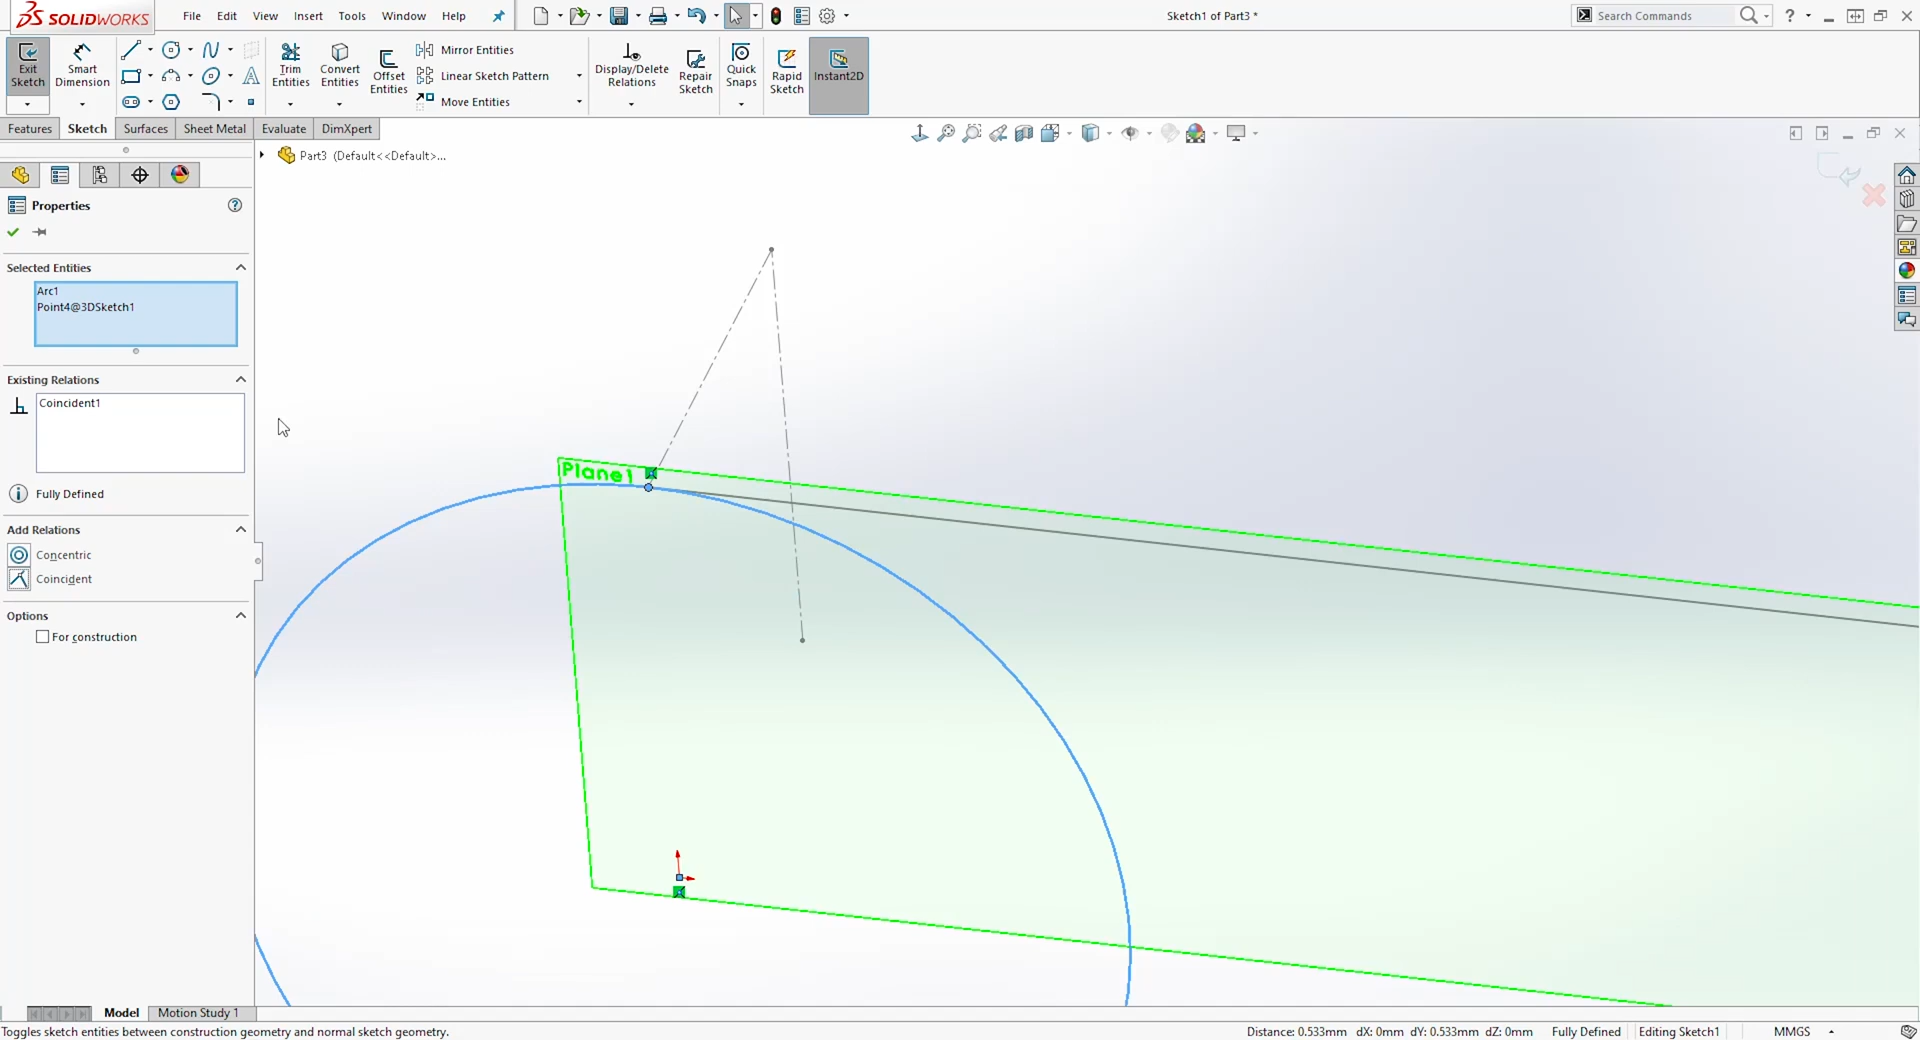 SOLIDWORKS
File Edit View Insert Tools Window Help
Sketch1 of Part3 *
Search Commands
?
Exit Sketch
Smart Dimension
Trim Entities
Convert Entities
Offset Entities
Mirror Entities
Linear Sketch Pattern
Move Entities
Display/Delete Relations
Repair Sketch
Quick Snaps
Rapid Sketch
Instant2D
Features Sketch Surfaces Sheet Metal Evaluate DimXpert
Part3 (Default<<Default>...
Properties
?
Selected Entities
Arc1
Point4@3DSketch1
Existing Relations
Coincident1
Fully Defined
Add Relations
Concentric
Coincident
Options
For construction
Plane1
Model Motion Study 1
Toggles sketch entities between construction geometry and normal sketch geometry.
Distance: 0.533mm dX: 0mm dY: 0.533mm dZ: 0mm Fully Defined Editing Sketch1 MMGS